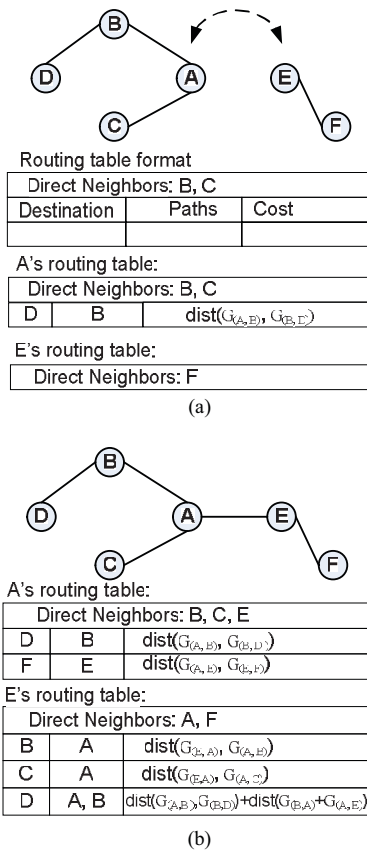 B
D A E
C F
Routing table format
Direct Neighbors: B, C
Destination Paths Cost
A's routing table:
Direct Neighbors: B, C
D B dist(G(A, B), G(B, D))
E's routing table:
Direct Neighbors: F
(a)
B
D A E
C F
A's routing table:
Direct Neighbors: B, C, E
D B dist(G(A, B), G(B, D))
F E dist(G(A, E), G(E, F))
E's routing table:
Direct Neighbors: A, F
B A dist(G(E, A), G(A, B))
C A dist(G(E,A), G(A, C))
D A, B dist(G(A,B),G(B,D))+dist(G(B,A)+G(A, E))
(b)